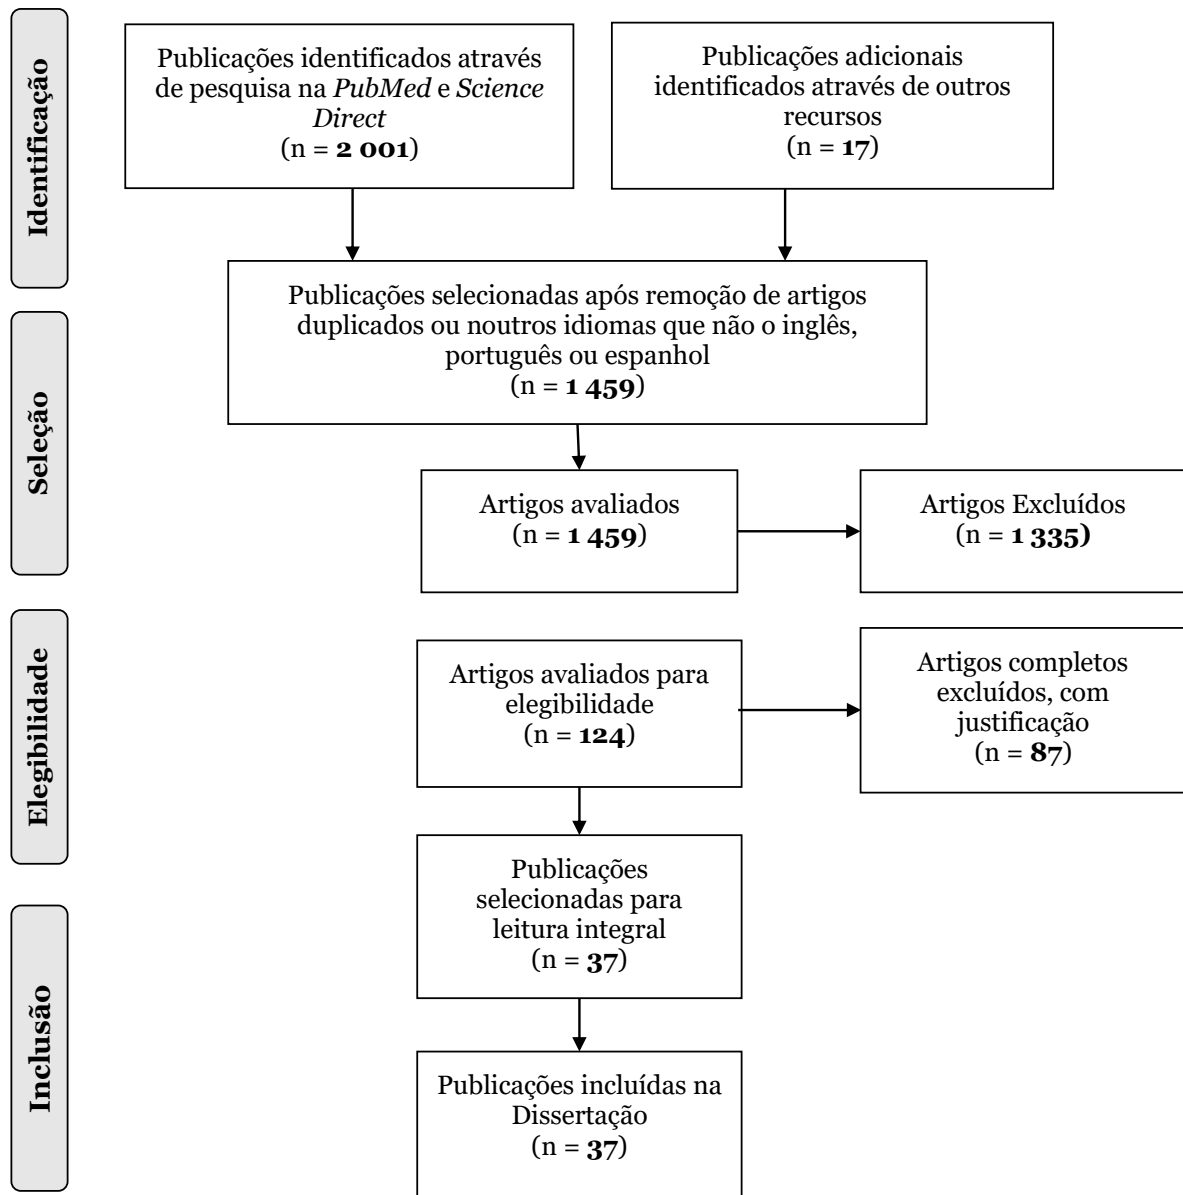 Identificação
Publicações identificados através
de pesquisa na PubMed e Science
Direct
(n = 2 001)
Publicações adicionais
identificados através de outros
recursos
(n = 17)
Publicações selecionadas após remoção de artigos
duplicados ou noutros idiomas que não o inglês,
português ou espanhol
(n = 1 459)
Seleção
Artigos avaliados
(n = 1 459)
Artigos Excluídos
(n = 1 335)
Elegibilidade
Artigos avaliados para
elegibilidade
(n = 124)
Artigos completos
excluídos, com
justificação
(n = 87)
Publicações
selecionadas para
leitura integral
(n = 37)
Inclusão
Publicações incluídas na
Dissertação
(n = 37)